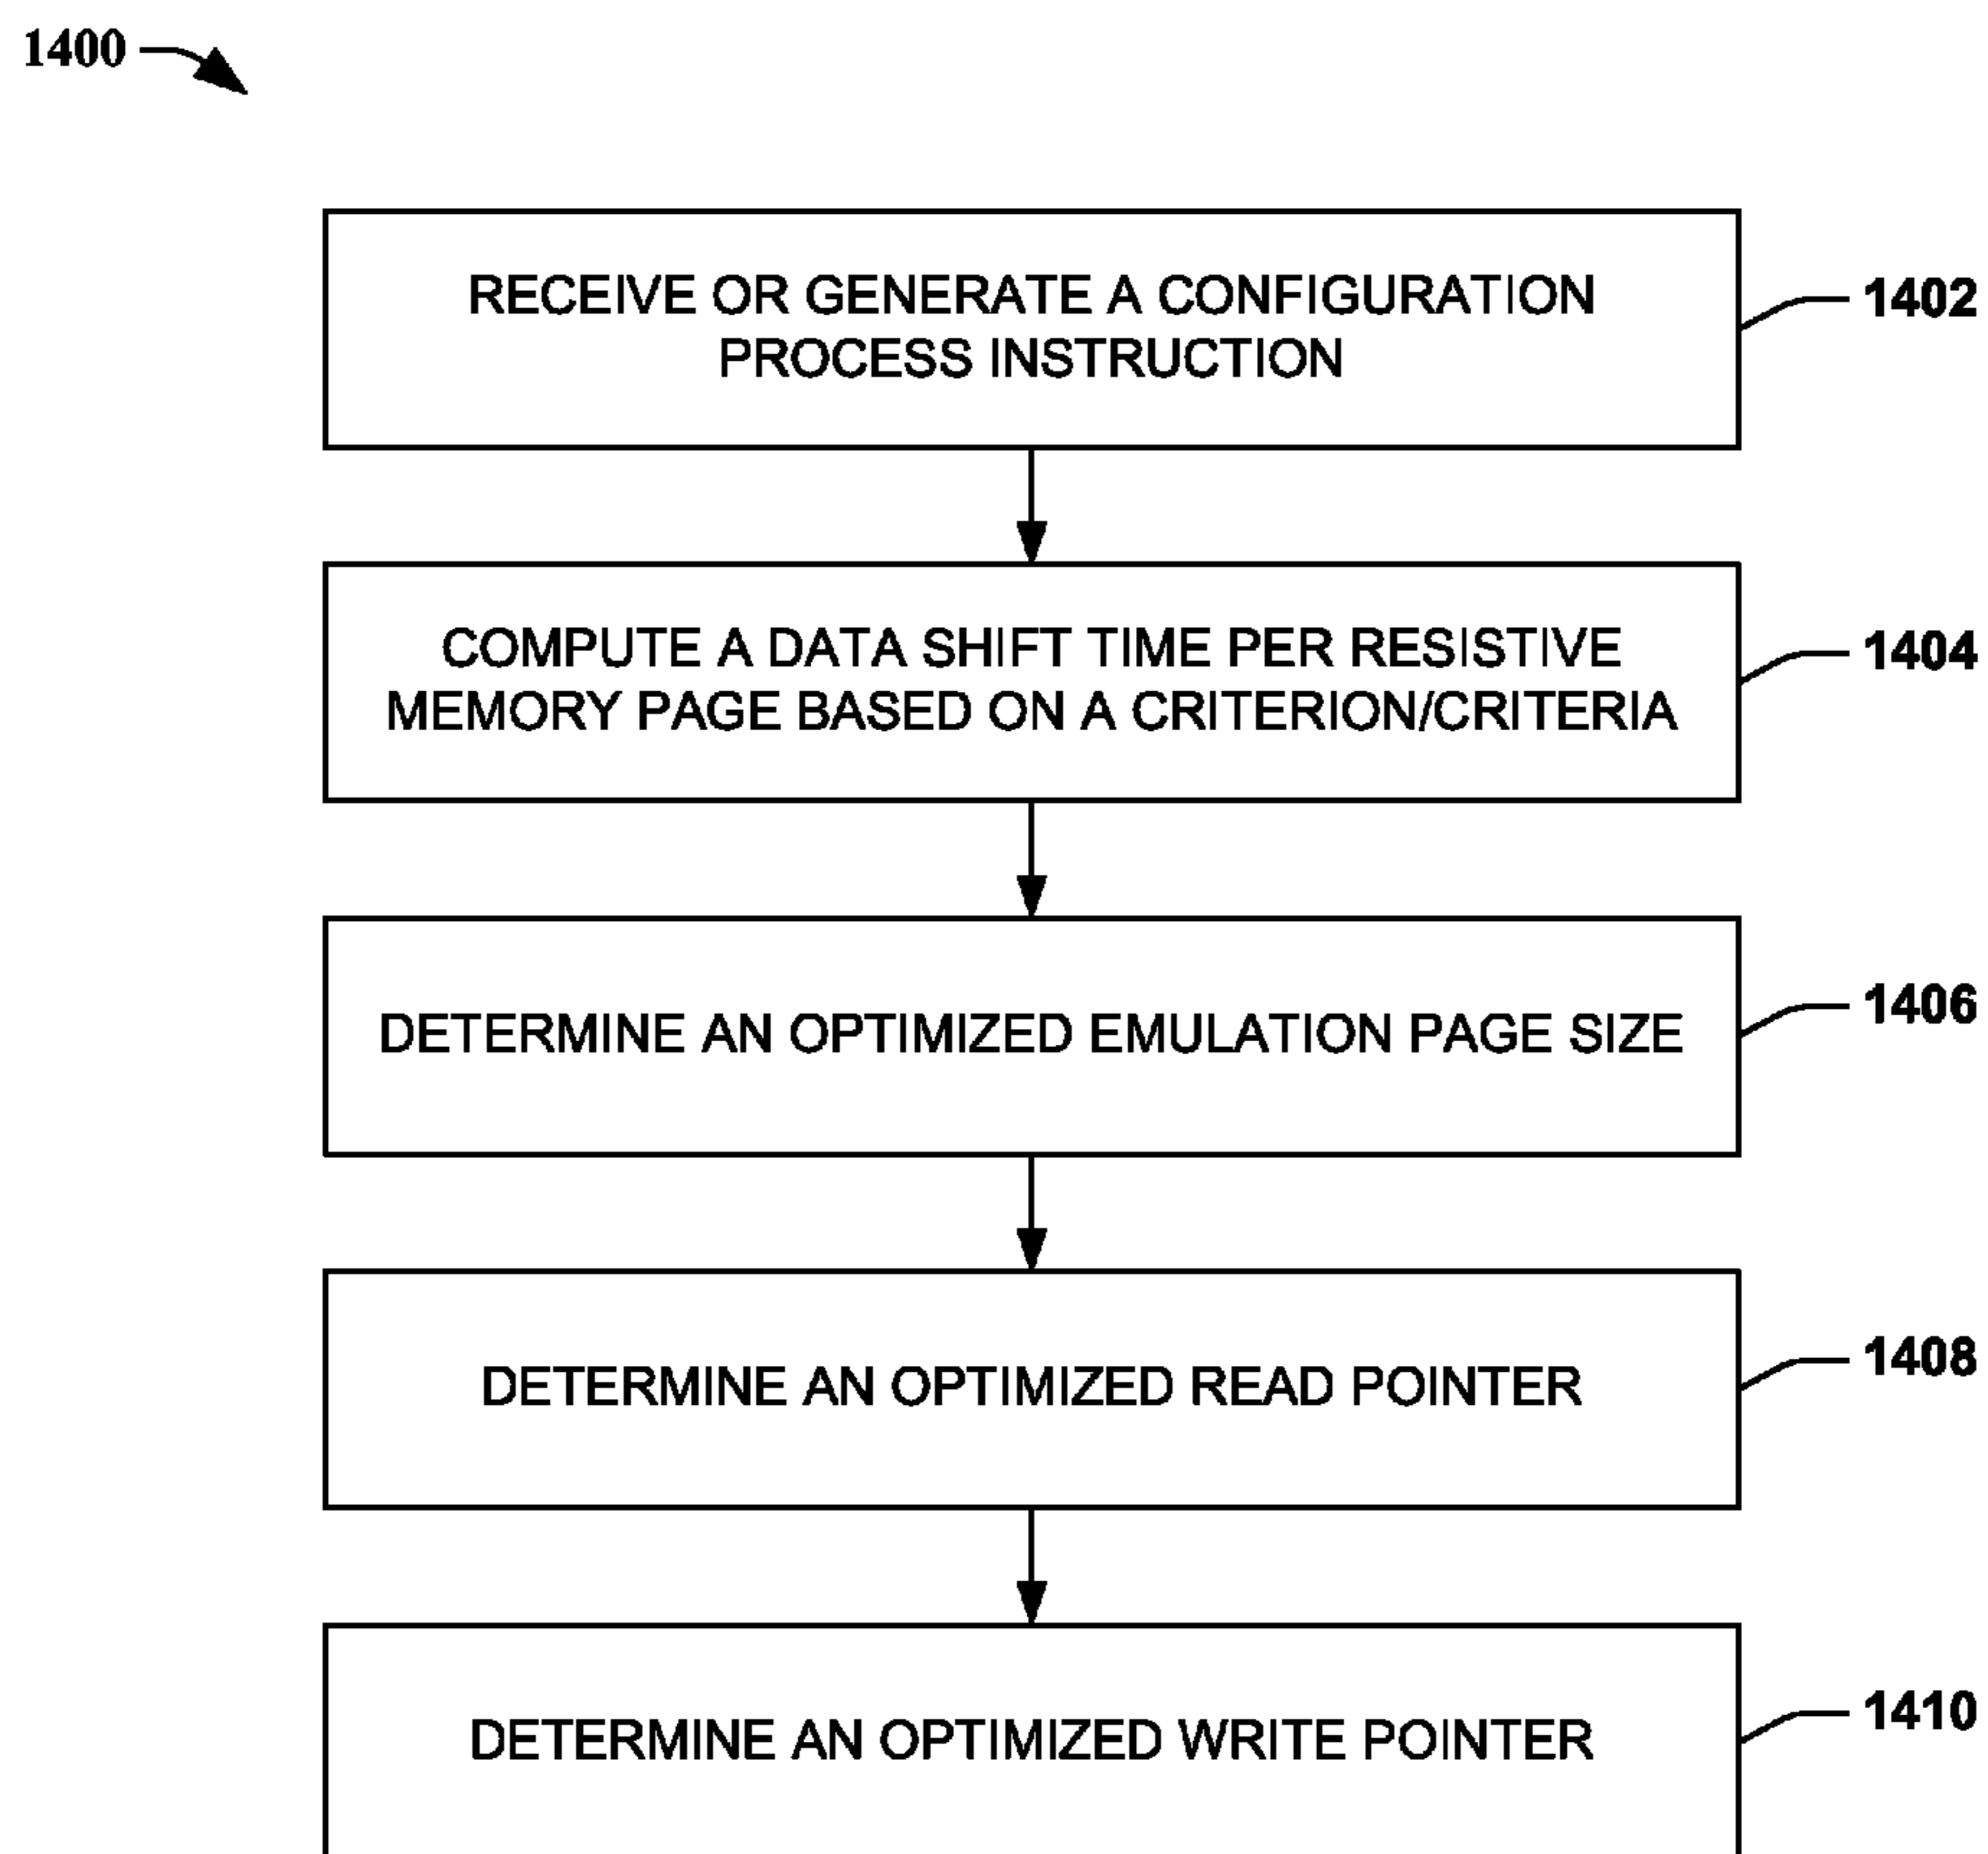 1400
RECEIVE OR GENERATE A CONFIGURATION
PROCESS INSTRUCTION
1402
COMPUTE A DATA SHIFT TIME PER RESISTIVE
MEMORY PAGE BASED ON A CRITERION/CRITERIA
1404
DETERMINE AN OPTIMIZED EMULATION PAGE SIZE
1406
DETERMINE AN OPTIMIZED READ POINTER
1408
DETERMINE AN OPTIMIZED WRITE POINTER
1410